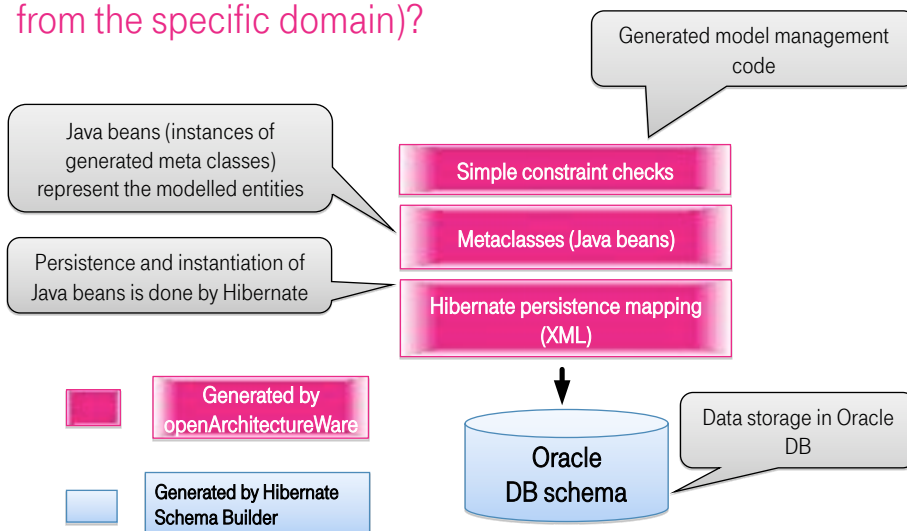 from the specific domain)?
Generated model management
code
Java beans (instances of
generated meta classes)
represent the modelled entities
Simple constraint checks
Metaclasses (Java beans)
Persistence and instantiation of
Java beans is done by Hibernate
Hibernate persistence mapping
(XML)
Generated by
openArchitectureWare
Data storage in Oracle
DB
Oracle
DB schema
Generated by Hibernate
Schema Builder